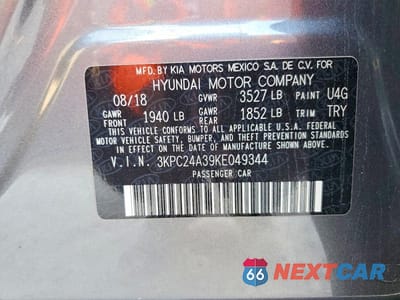 MFD BY KIA MOTORS MEXICO S.A DE C.V. FOR
HYUNDAI MOTOR COMPANY
08/18 GVWR 3527 LB PAINT U4G
GAWR FRONT 1940 LB GAWR REAR 1852 LB TRIM TRY
THIS VEHICLE CONFORMS TO ALL APPLICABLE U.S.A. FEDERAL
MOTOR VEHICLE SAFETY, BUMPER, AND THEFT PREVENTION
STANDARDS IN EFFECT ON THE DATE OF MANUFACTURE SHOWN ABOVE.
V.I.N. 3KPC24A39KE049344
PASSENGER CAR
66 NEXTCAR